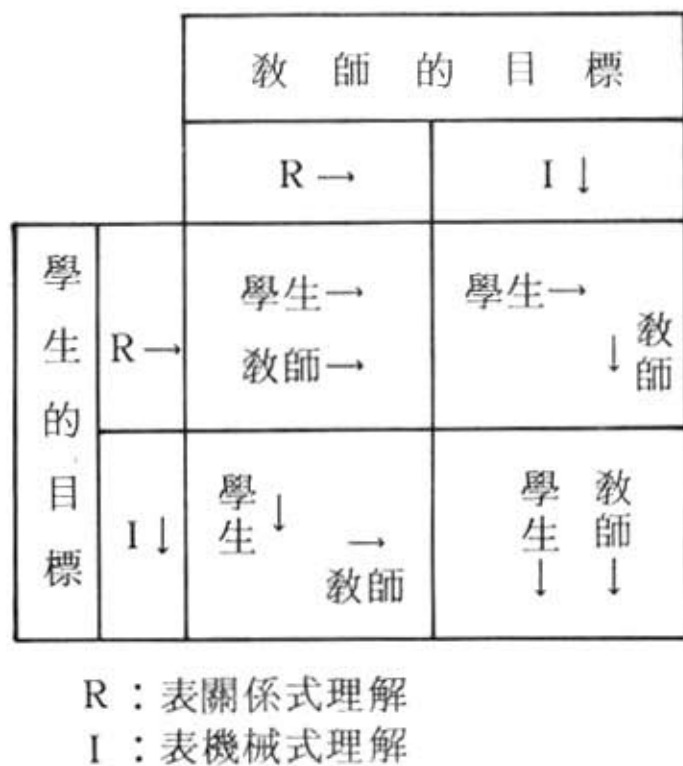 教師的目標
R → I ↓
學生的目標
R →
學生→
教師→
學生→
↓ 教師
I ↓
學生 ↓
→
教師
學生 教師
↓ ↓
R：表關係式理解
I：表機械式理解